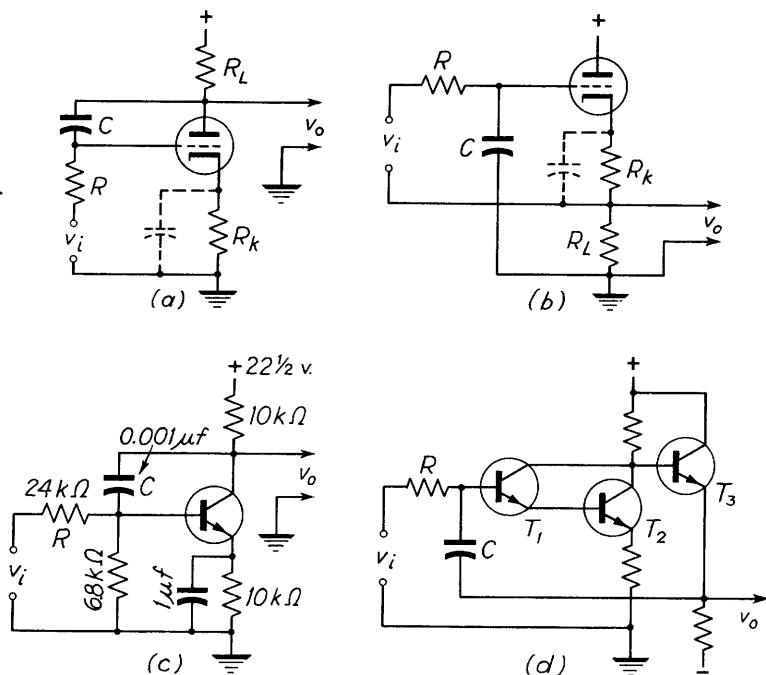 +
R_L
C
v_o
R
v_i
R_k
(a)
+
R
v_i
C
R_k
v_o
R_L
(b)
+ 22½ v.
10kΩ
0.001μf
C
v_o
24kΩ
R
v_i
6.8kΩ
1μf
10kΩ
(c)
+
R
T_1
T_2
T_3
C
v_i
v_o
−
(d)